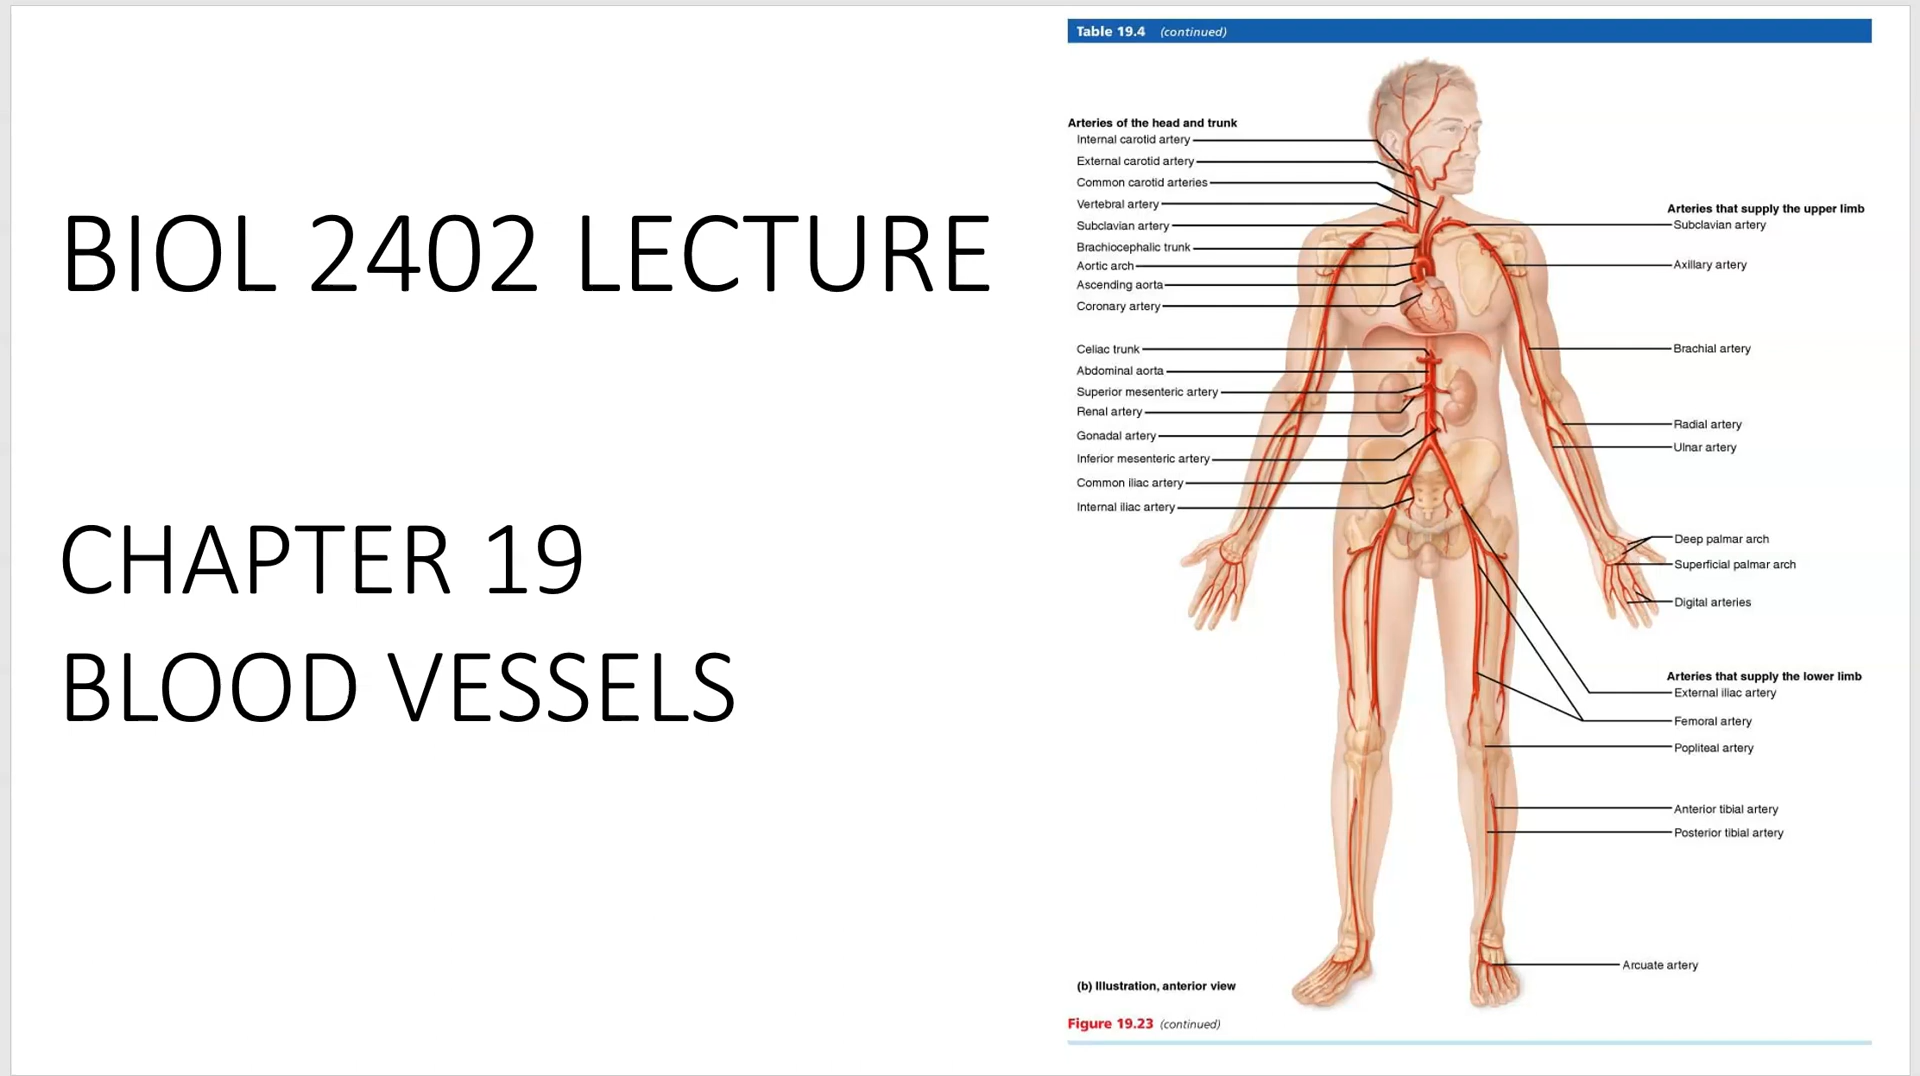 BIOL 2402 LECTURE
CHAPTER 19
BLOOD VESSELS
Table 19.4 (continued)
Arteries of the head and trunk
Internal carotid artery
External carotid artery
Common carotid arteries
Vertebral artery
Subclavian artery
Brachiocephalic trunk
Aortic arch
Ascending aorta
Coronary artery
Celiac trunk
Abdominal aorta
Superior mesenteric artery
Renal artery
Gonadal artery
Inferior mesenteric artery
Common iliac artery
Internal iliac artery
Arteries that supply the upper limb
Subclavian artery
Axillary artery
Brachial artery
Radial artery
Ulnar artery
Deep palmar arch
Superficial palmar arch
Digital arteries
Arteries that supply the lower limb
External iliac artery
Femoral artery
Popliteal artery
Anterior tibial artery
Posterior tibial artery
Arcuate artery
(b) Illustration, anterior view
Figure 19.23 (continued)